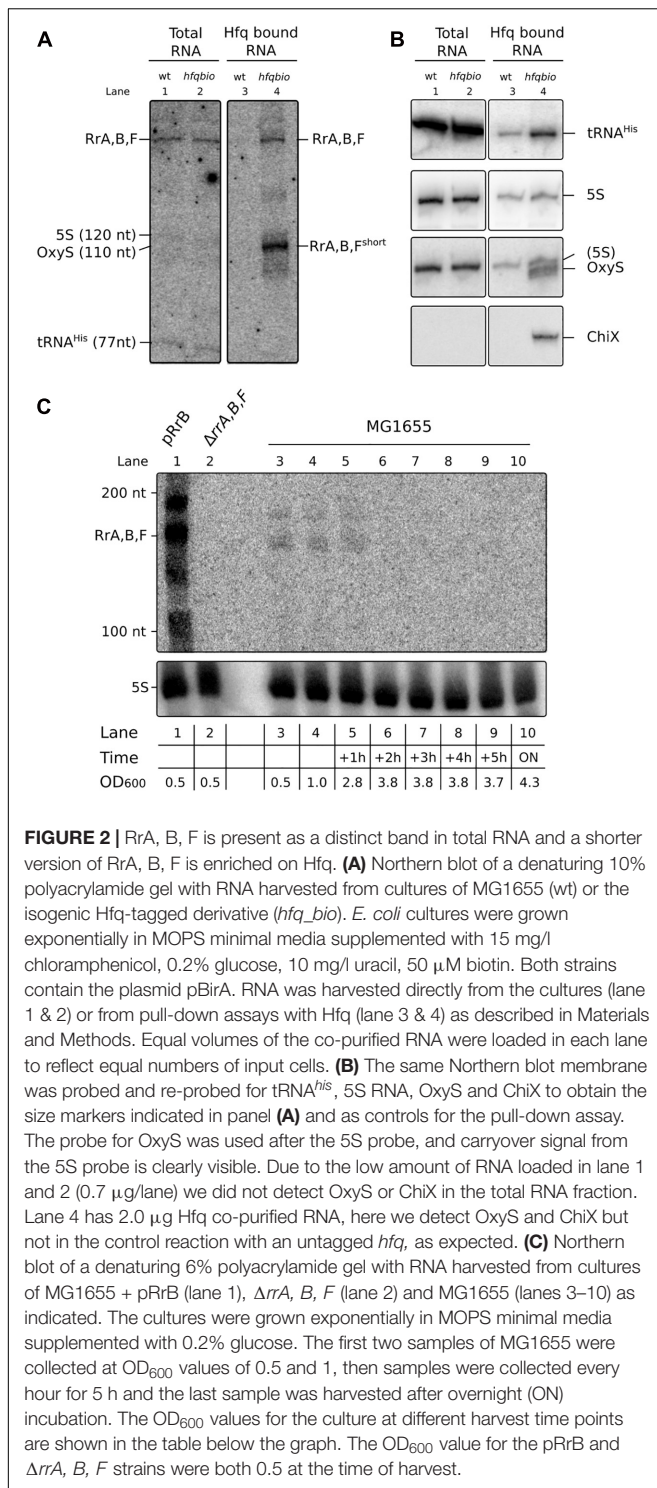 A
Total RNA
Hfq bound RNA
wt hfqbio wt hfqbio
Lane 1 2 3 4
RrA,B,F
RrA,B,F
5S (120 nt)
OxyS (110 nt)
RrA,B,Fshort
tRNAHis (77nt)
B
Total RNA
Hfq bound RNA
wt hfqbio wt hfqbio
1 2 3 4
tRNAHis
5S
(5S)
OxyS
ChiX
C
pRrB
ΔrrA,B,F
MG1655
Lane 1 2 3 4 5 6 7 8 9 10
200 nt
RrA,B,F
100 nt
5S
Lane 1 2 3 4 5 6 7 8 9 10
Time +1h +2h +3h +4h +5h ON
OD600 0.5 0.5 0.5 1.0 2.8 3.8 3.8 3.8 3.7 4.3
FIGURE 2 | RrA, B, F is present as a distinct band in total RNA and a shorter
version of RrA, B, F is enriched on Hfq. (A) Northern blot of a denaturing 10%
polyacrylamide gel with RNA harvested from cultures of MG1655 (wt) or the
isogenic Hfq-tagged derivative (hfq_bio). E. coli cultures were grown
exponentially in MOPS minimal media supplemented with 15 mg/l
chloramphenicol, 0.2% glucose, 10 mg/l uracil, 50 μM biotin. Both strains
contain the plasmid pBirA. RNA was harvested directly from the cultures (lane
1 & 2) or from pull-down assays with Hfq (lane 3 & 4) as described in Materials
and Methods. Equal volumes of the co-purified RNA were loaded in each lane
to reflect equal numbers of input cells. (B) The same Northern blot membrane
was probed and re-probed for tRNAhis, 5S RNA, OxyS and ChiX to obtain the
size markers indicated in panel (A) and as controls for the pull-down assay.
The probe for OxyS was used after the 5S probe, and carryover signal from
the 5S probe is clearly visible. Due to the low amount of RNA loaded in lane 1
and 2 (0.7 μg/lane) we did not detect OxyS or ChiX in the total RNA fraction.
Lane 4 has 2.0 μg Hfq co-purified RNA, here we detect OxyS and ChiX but
not in the control reaction with an untagged hfq, as expected. (C) Northern
blot of a denaturing 6% polyacrylamide gel with RNA harvested from cultures
of MG1655 + pRrB (lane 1), ΔrrA, B, F (lane 2) and MG1655 (lanes 3–10) as
indicated. The cultures were grown exponentially in MOPS minimal media
supplemented with 0.2% glucose. The first two samples of MG1655 were
collected at OD600 values of 0.5 and 1, then samples were collected every
hour for 5 h and the last sample was harvested after overnight (ON)
incubation. The OD600 values for the culture at different harvest time points
are shown in the table below the graph. The OD600 value for the pRrB and
ΔrrA, B, F strains were both 0.5 at the time of harvest.